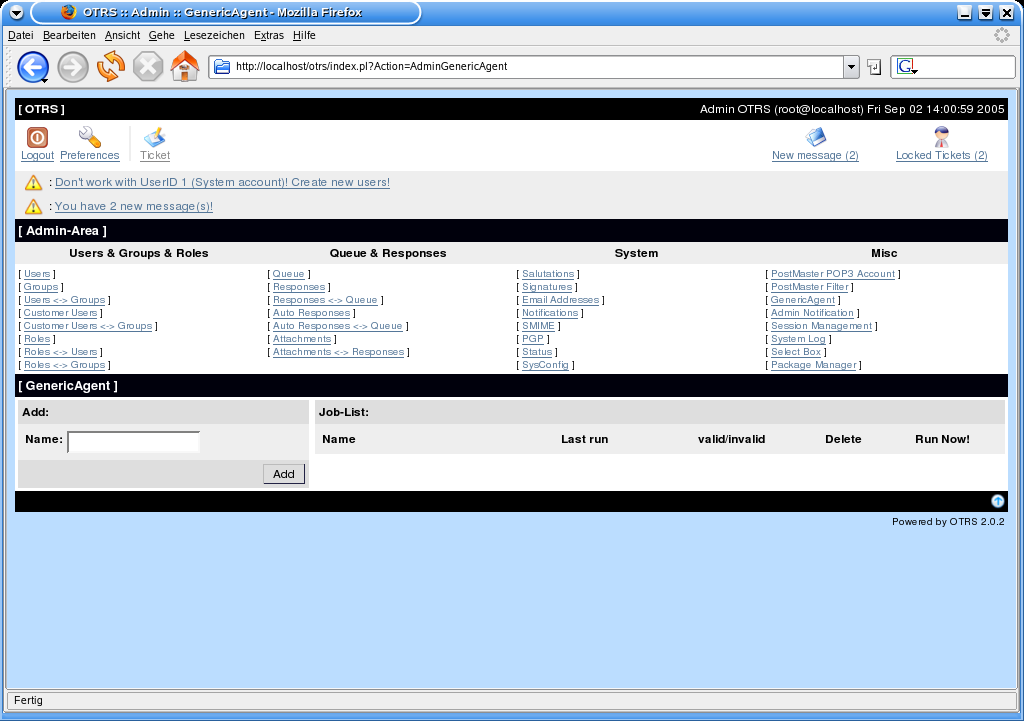 OTRS :: Admin :: GenericAgent - Mozilla Firefox
Datei Bearbeiten Ansicht Gehe Lesezeichen Extras Hilfe
http://localhost/otrs/index.pl?Action=AdminGenericAgent G
[ OTRS ] Admin OTRS (root@localhost) Fri Sep 02 14:00:59 2005
Logout Preferences Ticket New message (2) Locked Tickets (2)
: Don't work with UserID 1 (System account)! Create new users!
: You have 2 new message(s)!
[ Admin-Area ]
Users & Groups & Roles Queue & Responses System Misc
[ Users ] [ Queue ] [ Salutations ] [ PostMaster POP3 Account ]
[ Groups ] [ Responses ] [ Signatures ] [ PostMaster Filter ]
[ Users <-> Groups ] [ Responses <-> Queue ] [ Email Addresses ] [ GenericAgent ]
[ Customer Users ] [ Auto Responses ] [ Notifications ] [ Admin Notification ]
[ Customer Users <-> Groups ] [ Auto Responses <-> Queue ] [ SMIME ] [ Session Management ]
[ Roles ] [ Attachments ] [ PGP ] [ System Log ]
[ Roles <-> Users ] [ Attachments <-> Responses ] [ Status ] [ Select Box ]
[ Roles <-> Groups ] [ SysConfig ] [ Package Manager ]
[ GenericAgent ]
Add: Job-List:
Name: Name Last run valid/invalid Delete Run Now!
Add
Powered by OTRS 2.0.2
Fertig